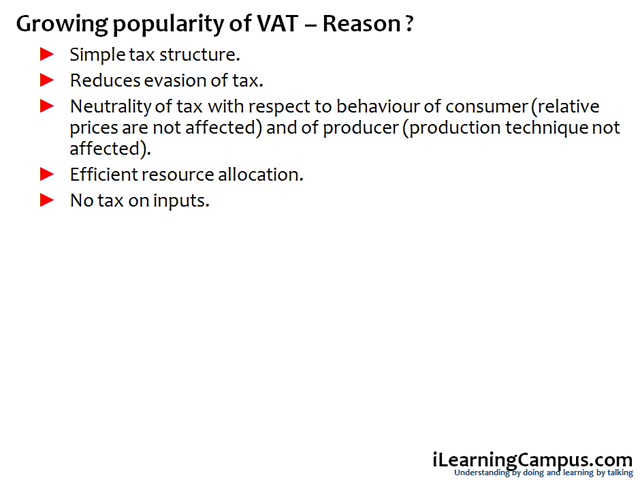 Growing popularity of VAT – Reason ?
Simple tax structure.
Reduces evasion of tax.
Neutrality of tax with respect to behaviour of consumer (relative
prices are not affected) and of producer (production technique not
affected).
Efficient resource allocation.
No tax on inputs.
iLearningCampus.com
Understanding by doing and learning by talking